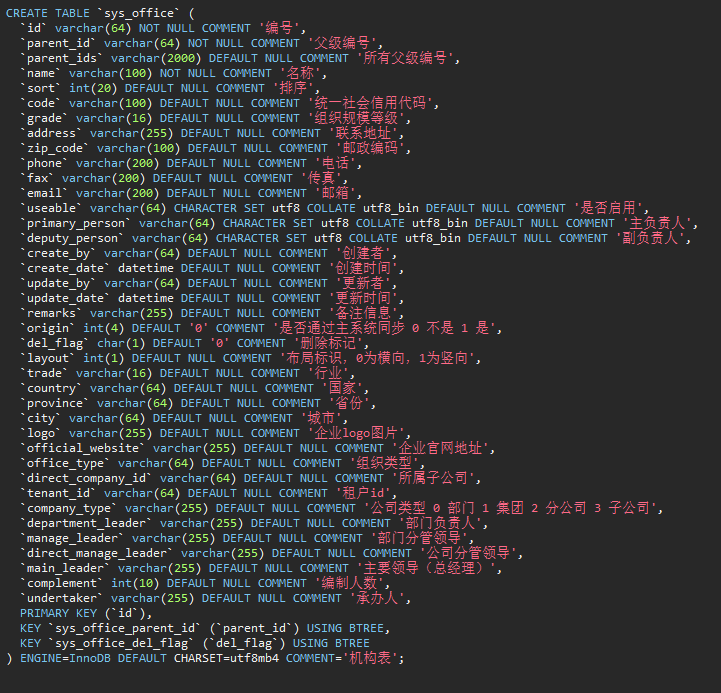 CREATE TABLE `sys_office` (
  `id` varchar(64) NOT NULL COMMENT '编号',
  `parent_id` varchar(64) NOT NULL COMMENT '父级编号',
  `parent_ids` varchar(2000) DEFAULT NULL COMMENT '所有父级编号',
  `name` varchar(100) NOT NULL COMMENT '名称',
  `sort` int(20) DEFAULT NULL COMMENT '排序',
  `code` varchar(100) DEFAULT NULL COMMENT '统一社会信用代码',
  `grade` varchar(16) DEFAULT NULL COMMENT '组织规模等级',
  `address` varchar(255) DEFAULT NULL COMMENT '联系地址',
  `zip_code` varchar(100) DEFAULT NULL COMMENT '邮政编码',
  `phone` varchar(200) DEFAULT NULL COMMENT '电话',
  `fax` varchar(200) DEFAULT NULL COMMENT '传真',
  `email` varchar(200) DEFAULT NULL COMMENT '邮箱',
  `useable` varchar(64) CHARACTER SET utf8 COLLATE utf8_bin DEFAULT NULL COMMENT '是否启用',
  `primary_person` varchar(64) CHARACTER SET utf8 COLLATE utf8_bin DEFAULT NULL COMMENT '主负责人',
  `deputy_person` varchar(64) CHARACTER SET utf8 COLLATE utf8_bin DEFAULT NULL COMMENT '副负责人',
  `create_by` varchar(64) DEFAULT NULL COMMENT '创建者',
  `create_date` datetime DEFAULT NULL COMMENT '创建时间',
  `update_by` varchar(64) DEFAULT NULL COMMENT '更新者',
  `update_date` datetime DEFAULT NULL COMMENT '更新时间',
  `remarks` varchar(255) DEFAULT NULL COMMENT '备注信息',
  `origin` int(4) DEFAULT '0' COMMENT '是否通过主系统同步 0 不是 1 是',
  `del_flag` char(1) DEFAULT '0' COMMENT '删除标记',
  `layout` int(1) DEFAULT NULL COMMENT '布局标识，0为横向，1为竖向',
  `trade` varchar(16) DEFAULT NULL COMMENT '行业',
  `country` varchar(64) DEFAULT NULL COMMENT '国家',
  `province` varchar(64) DEFAULT NULL COMMENT '省份',
  `city` varchar(64) DEFAULT NULL COMMENT '城市',
  `logo` varchar(255) DEFAULT NULL COMMENT '企业logo图片',
  `official_website` varchar(255) DEFAULT NULL COMMENT '企业官网地址',
  `office_type` varchar(64) DEFAULT NULL COMMENT '组织类型',
  `direct_company_id` varchar(64) DEFAULT NULL COMMENT '所属子公司',
  `tenant_id` varchar(64) DEFAULT NULL COMMENT '租户id',
  `company_type` varchar(255) DEFAULT NULL COMMENT '公司类型 0 部门 1 集团 2 分公司 3 子公司',
  `department_leader` varchar(255) DEFAULT NULL COMMENT '部门负责人',
  `manage_leader` varchar(255) DEFAULT NULL COMMENT '部门分管领导',
  `direct_manage_leader` varchar(255) DEFAULT NULL COMMENT '公司分管领导',
  `main_leader` varchar(255) DEFAULT NULL COMMENT '主要领导（总经理）',
  `complement` int(10) DEFAULT NULL COMMENT '编制人数',
  `undertaker` varchar(255) DEFAULT NULL COMMENT '承办人',
  PRIMARY KEY (`id`),
  KEY `sys_office_parent_id` (`parent_id`) USING BTREE,
  KEY `sys_office_del_flag` (`del_flag`) USING BTREE
) ENGINE=InnoDB DEFAULT CHARSET=utf8mb4 COMMENT='机构表';